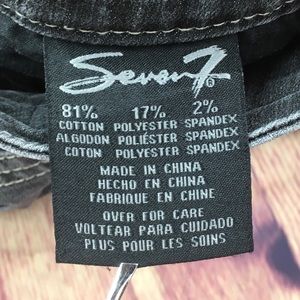 Seven7®
81% 17% 2%
COTTON POLYESTER SPANDEX
ALGODON POLIÉSTER SPANDEX
COTON POLYESTER SPANDEX
MADE IN CHINA
HECHO EN CHINA
FABRIQUE EN CHINE
OVER FOR CARE
VOLTEAR PARA CUIDADO
PLUS POUR LES SOINS